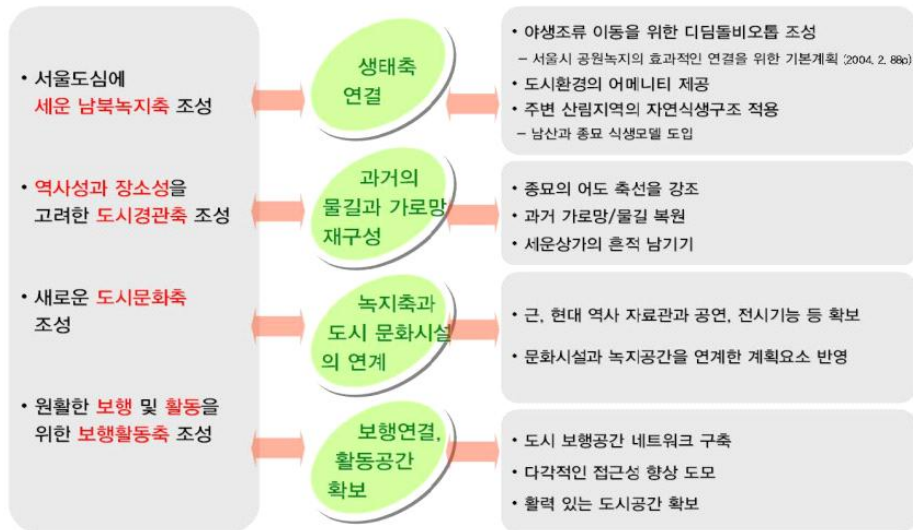 • 서울도심에
세운 남북녹지축 조성
생태축
연결
• 야생조류 이동을 위한 디딤돌비오톱 조성
– 서울시 공원녹지의 효과적인 연결을 위한 기본계획 (2004. 2. 88p)
• 도시환경의 어메니티 제공
• 주변 산림지역의 자연식생구조 적용
– 남산과 종묘 식생모델 도입
• 역사성과 장소성을
고려한 도시경관축 조성
과거의
물길과 가로망
재구성
• 종묘의 어도 축선을 강조
• 과거 가로망/물길 복원
• 세운상가의 흔적 남기기
• 새로운 도시문화축
조성
녹지축과
도시 문화시설
의 연계
• 근, 현대 역사 자료관과 공연, 전시기능 등 확보
• 문화시설과 녹지공간을 연계한 계획요소 반영
• 원활한 보행 및 활동을
위한 보행활동축 조성
보행연결,
활동공간
확보
• 도시 보행공간 네트워크 구축
• 다각적인 접근성 향상 도모
• 활력 있는 도시공간 확보